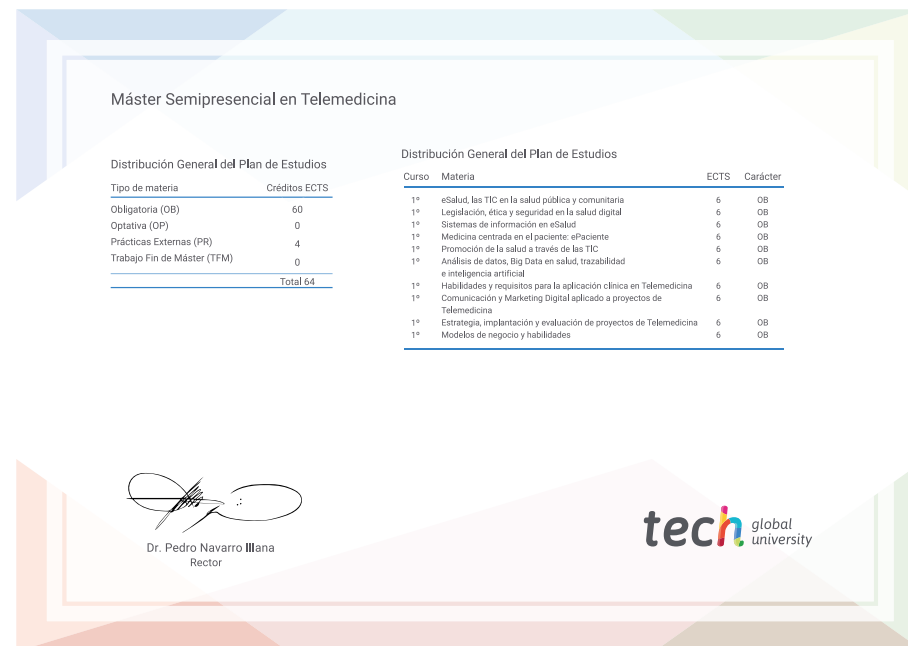 Máster Semipresencial en Telemedicina
Distribución General del Plan de Estudios
Tipo de materia Créditos ECTS
Obligatoria (OB) 60
Optativa (OP) 0
Prácticas Externas (PR) 4
Trabajo Fin de Máster (TFM) 0
Total 64
Distribución General del Plan de Estudios
Curso Materia ECTS Carácter
1º eSalud, las TIC en la salud pública y comunitaria 6 OB
1º Legislación, ética y seguridad en la salud digital 6 OB
1º Sistemas de información en eSalud 6 OB
1º Medicina centrada en el paciente: ePaciente 6 OB
1º Promoción de la salud a través de las TIC 6 OB
1º Análisis de datos, Big Data en salud, trazabilidad 6 OB
e inteligencia artificial
1º Habilidades y requisitos para la aplicación clínica en Telemedicina 6 OB
1º Comunicación y Marketing Digital aplicado a proyectos de 6 OB
Telemedicina
1º Estrategia, implantación y evaluación de proyectos de Telemedicina 6 OB
1º Modelos de negocio y habilidades 6 OB
Dr. Pedro Navarro Illana
Rector
tech global
university